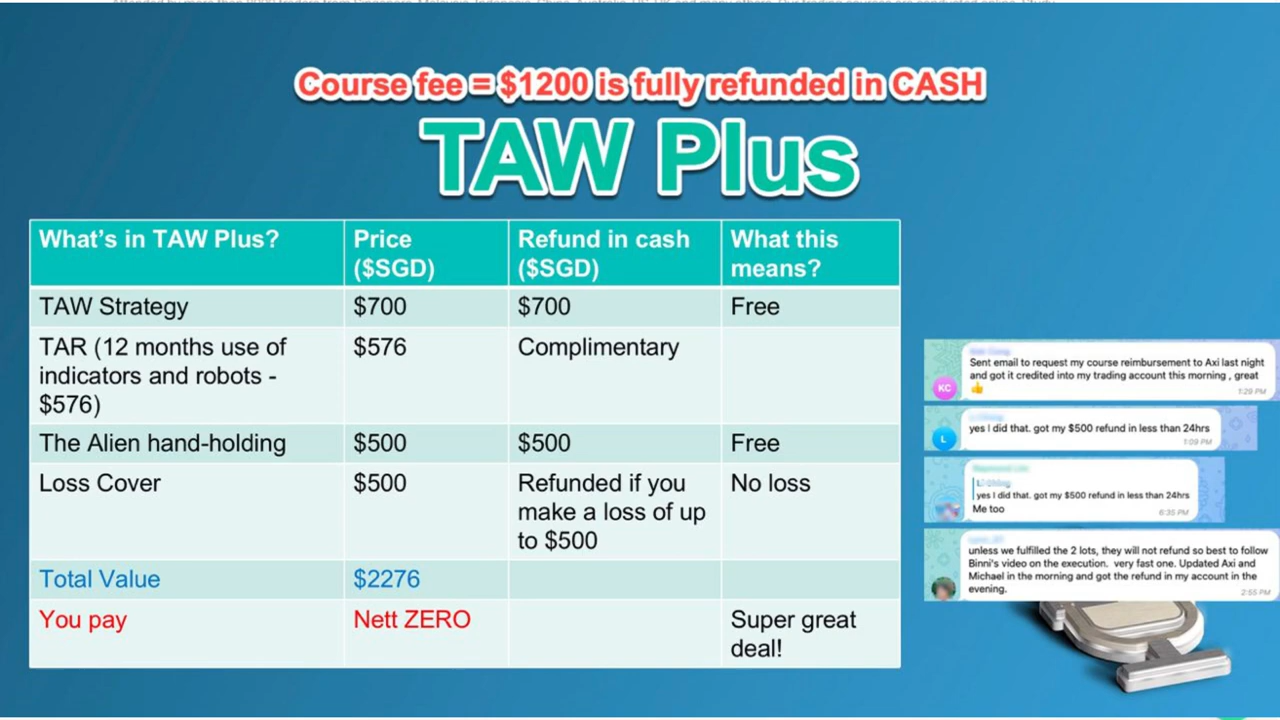 Course fee = $1200 is fully refunded in CASH
TAW Plus
What's in TAW Plus?
Price ($SGD)
Refund in cash ($SGD)
What this means?
TAW Strategy
$700
$700
Free
TAR (12 months use of
indicators and robots -
$576)
$576
Complimentary
The Alien hand-holding
$500
$500
Free
Loss Cover
$500
Refunded if you
make a loss of up
to $500
No loss
Total Value
$2276
You pay
Nett ZERO
Super great
deal!
KC
Sent email to request my course reimbursement to Axi last night
and got it credited into my trading account this morning , great
👍
1:29 PM
L
yes I did that. got my $500 refund in less than 24hrs
1:09 PM
yes I did that. got my $500 refund in less than 24hrs
Me too
6:35 PM
unless we fulfilled the 2 lots, they will not refund so best to follow
Binni's video on the execution. very fast one. Updated Axi and
Michael in the morning and got the refund in my account in the
evening.
2:55 PM